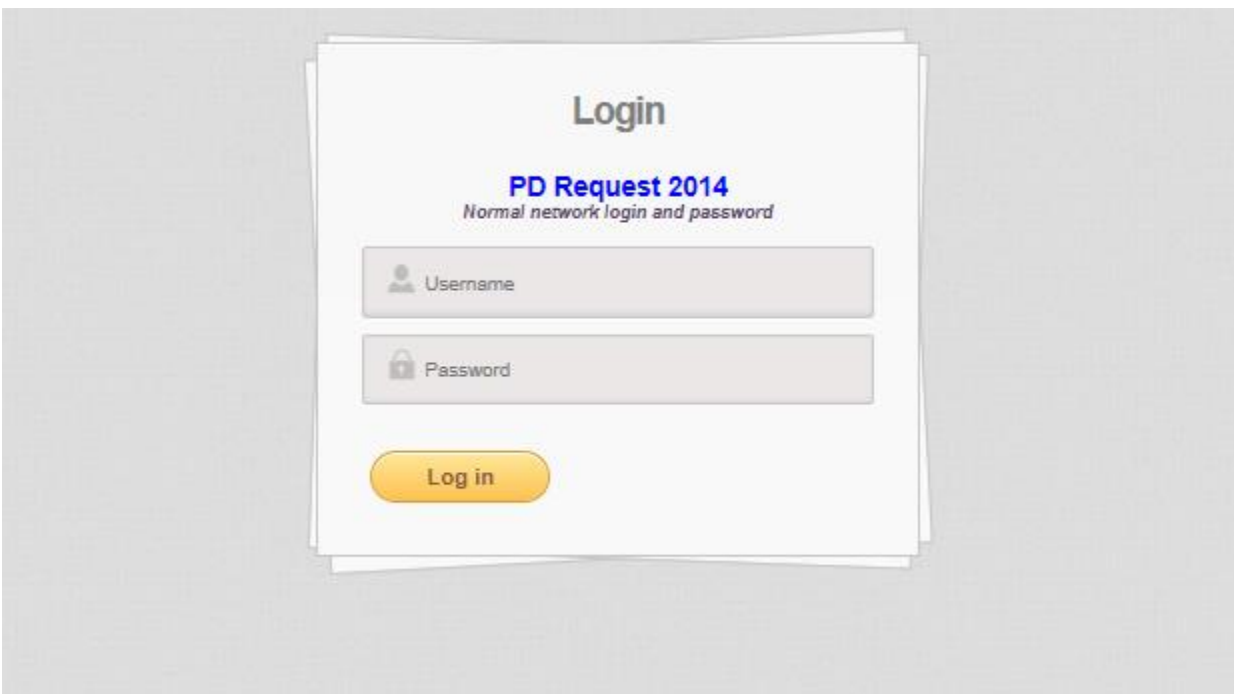 Login
PD Request 2014
Normal network login and password
Username
Password
Log in